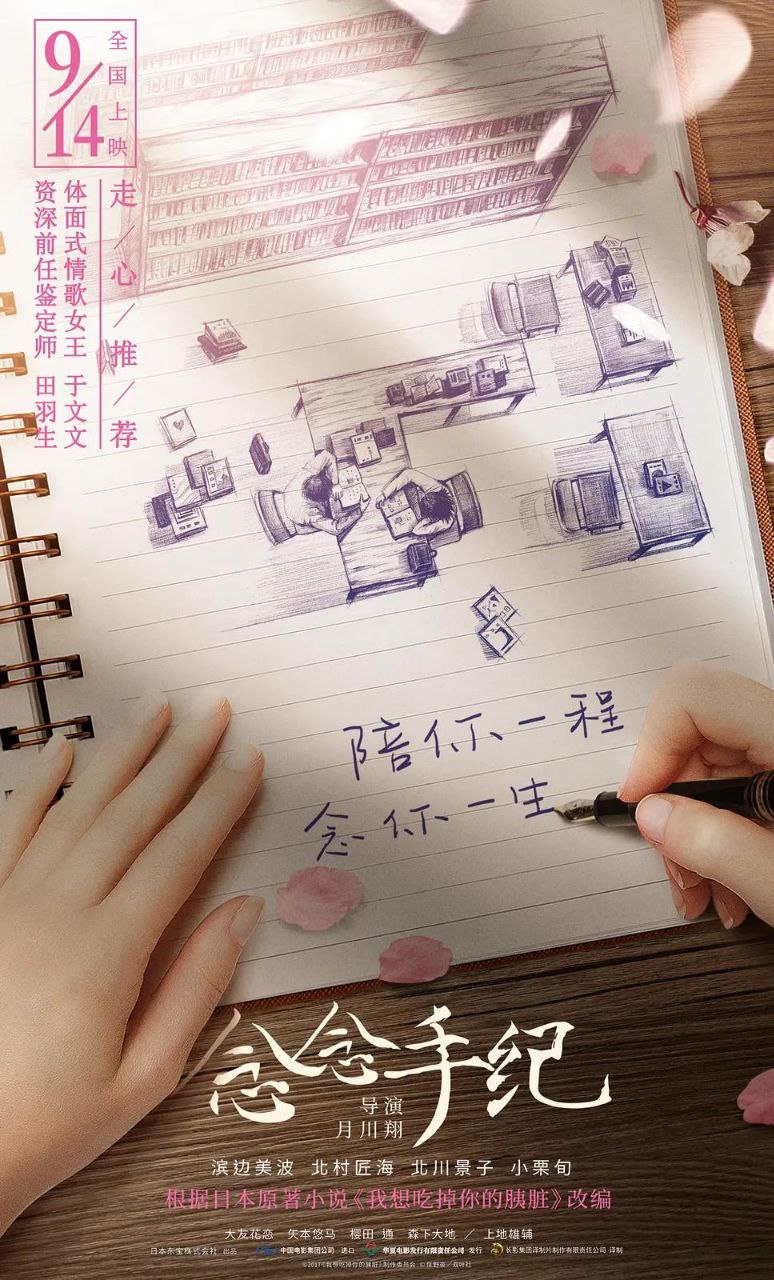 9/14
全国上映
走/心/推/荐
体面式情歌女王 于文文
资深前任鉴定师 田羽生
陪你一程
念你一生
念念手纪
导演
月川翔
滨边美波 北村匠海 北川景子 小栗旬
根据日本原著小说《我想吃掉你的胰脏》改编
大友花恋 矢本悠马 樱田 通 森下大地 / 上地雄辅
日本东宝株式会社 出品 中国电影集团公司 进口 华夏电影发行有限责任公司 发行 长影集团译制片制作有限责任公司 译制
©2017《我想吃掉你的胰脏》制作委员会 ©住野夜/双叶社